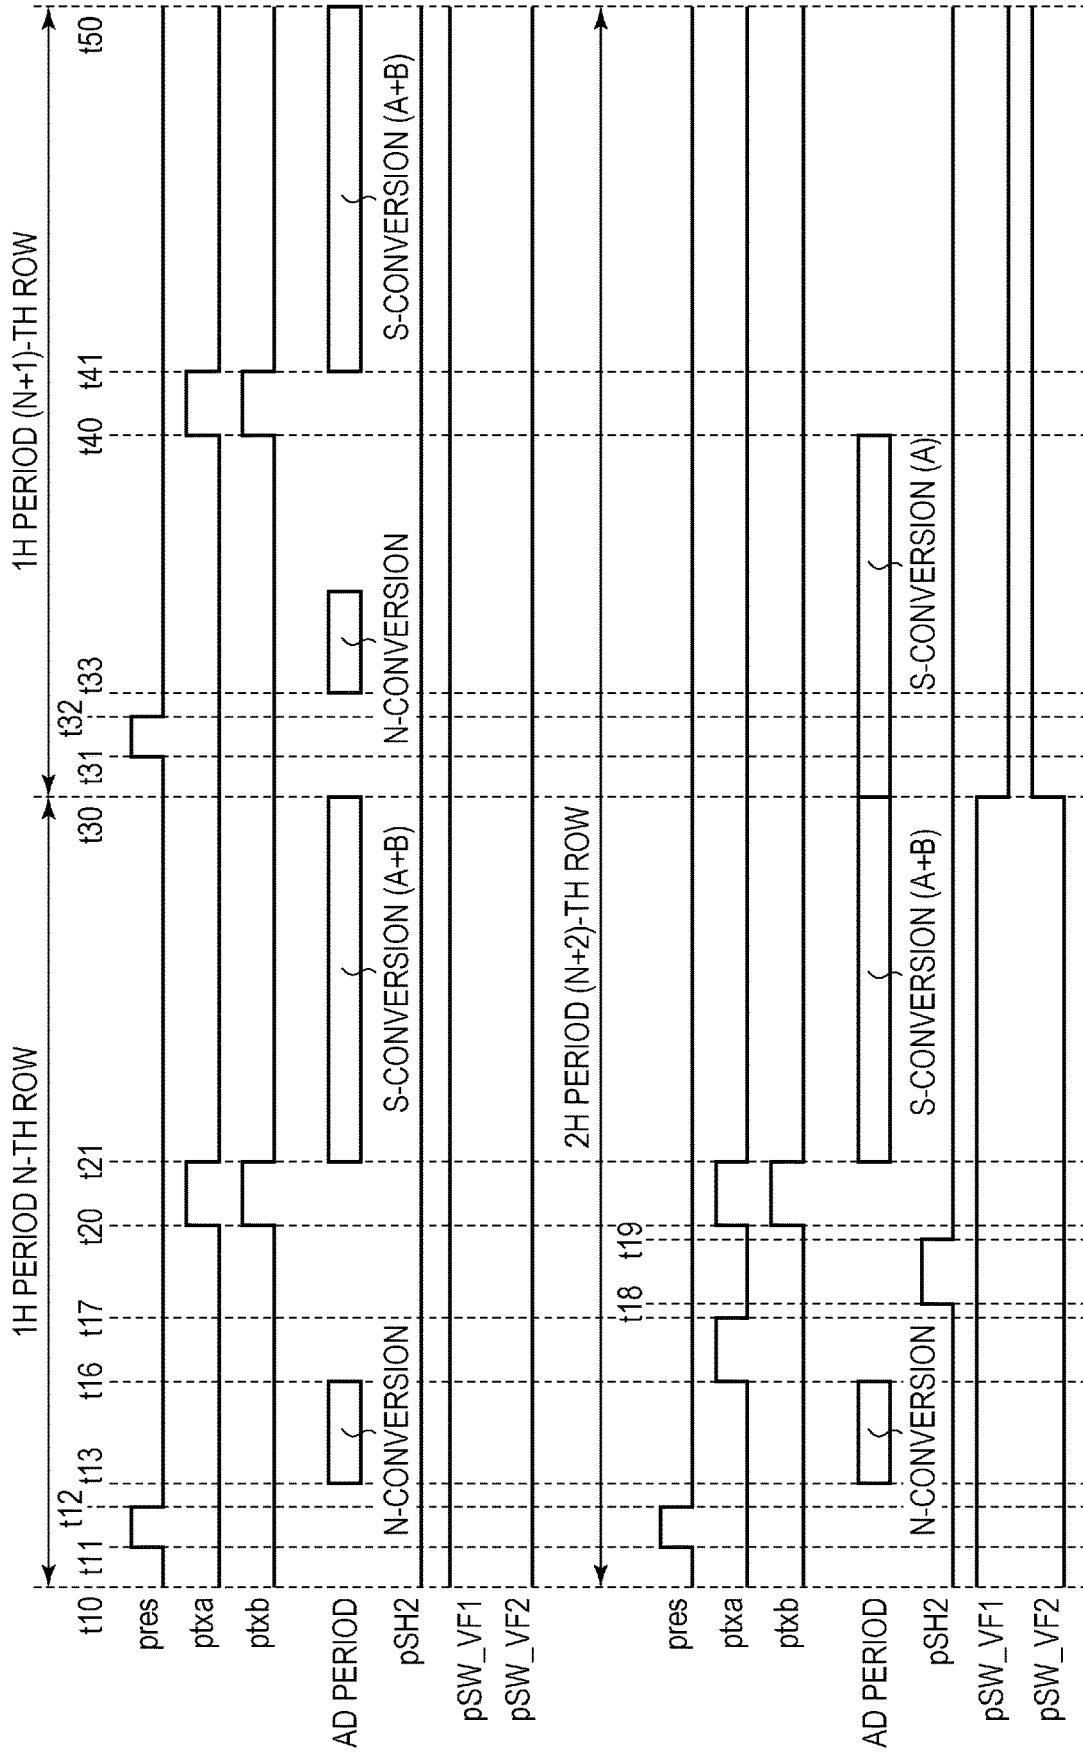 1H PERIOD N-TH ROW
1H PERIOD (N+1)-TH ROW
t10 t11 t12 t13 t16 t17 t20 t21 t30 t31 t32 t33 t40 t41 t50
pres
ptxa
ptxb
AD PERIOD
N-CONVERSION S-CONVERSION (A+B) N-CONVERSION S-CONVERSION (A+B)
pSH2
pSW_VF1
pSW_VF2
2H PERIOD (N+2)-TH ROW
t18 t19
pres
ptxa
ptxb
AD PERIOD
N-CONVERSION S-CONVERSION (A+B) S-CONVERSION (A)
pSH2
pSW_VF1
pSW_VF2